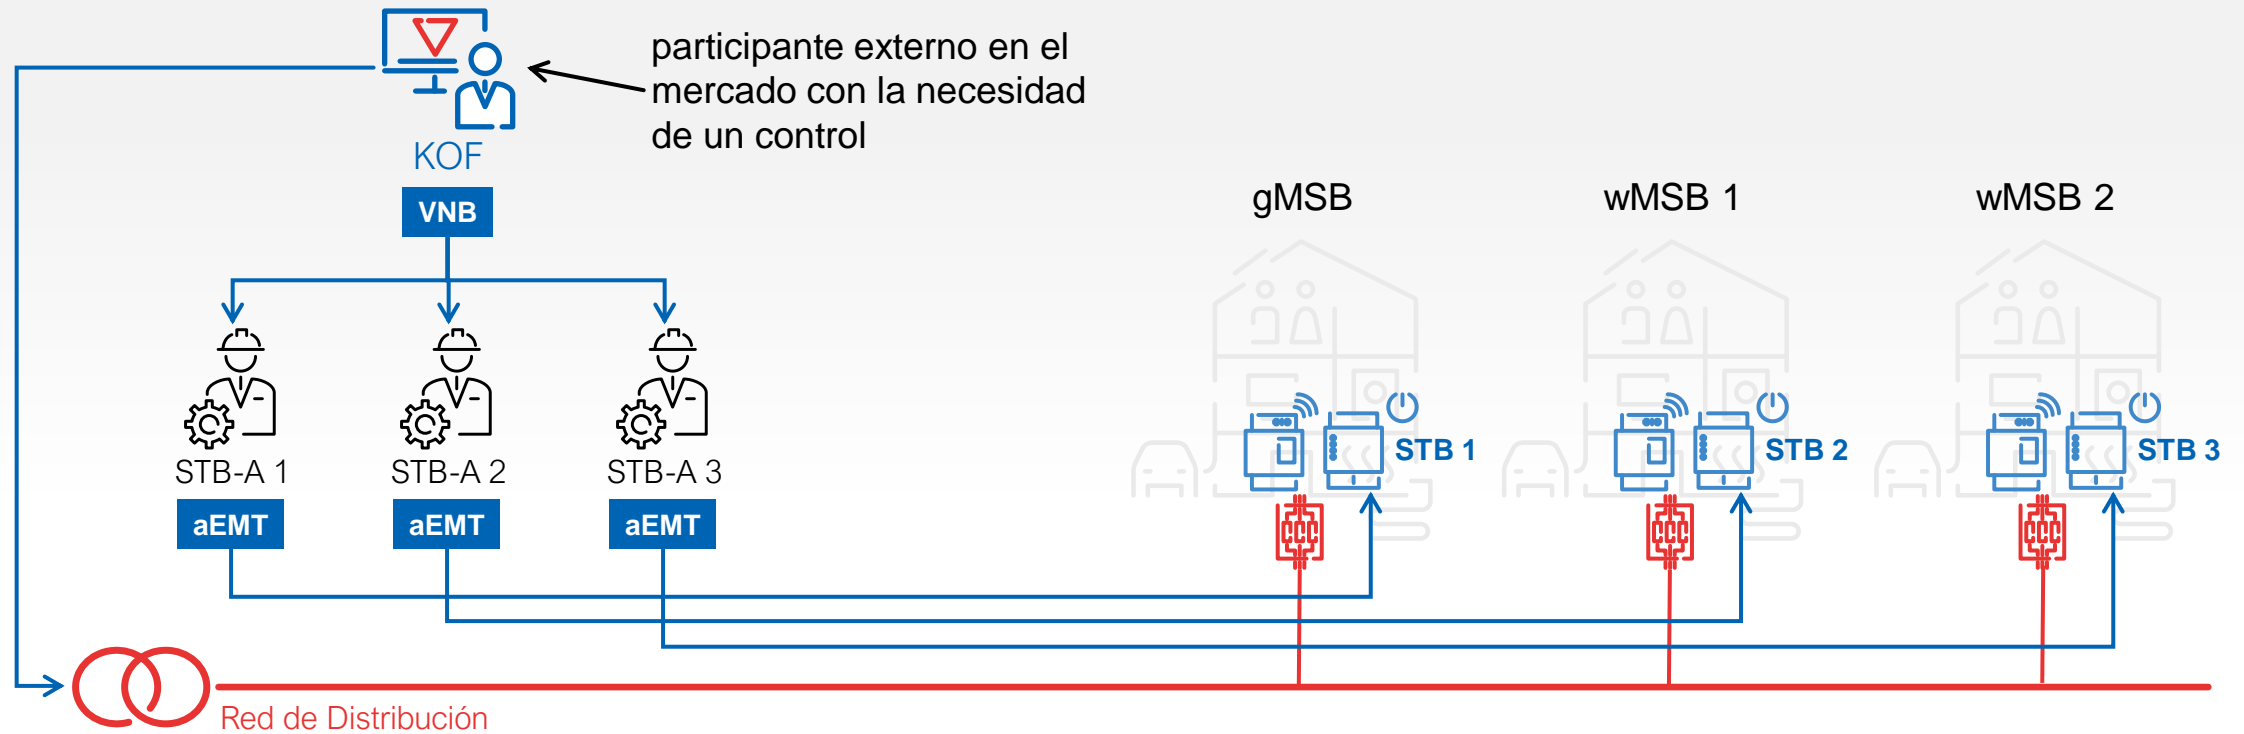 participante externo en el
mercado con la necesidad
de un control
KOF
VNB
gMSB
wMSB 1
wMSB 2
STB 1
STB 2
STB 3
STB-A 1
STB-A 2
STB-A 3
aEMT
aEMT
aEMT
Red de Distribución